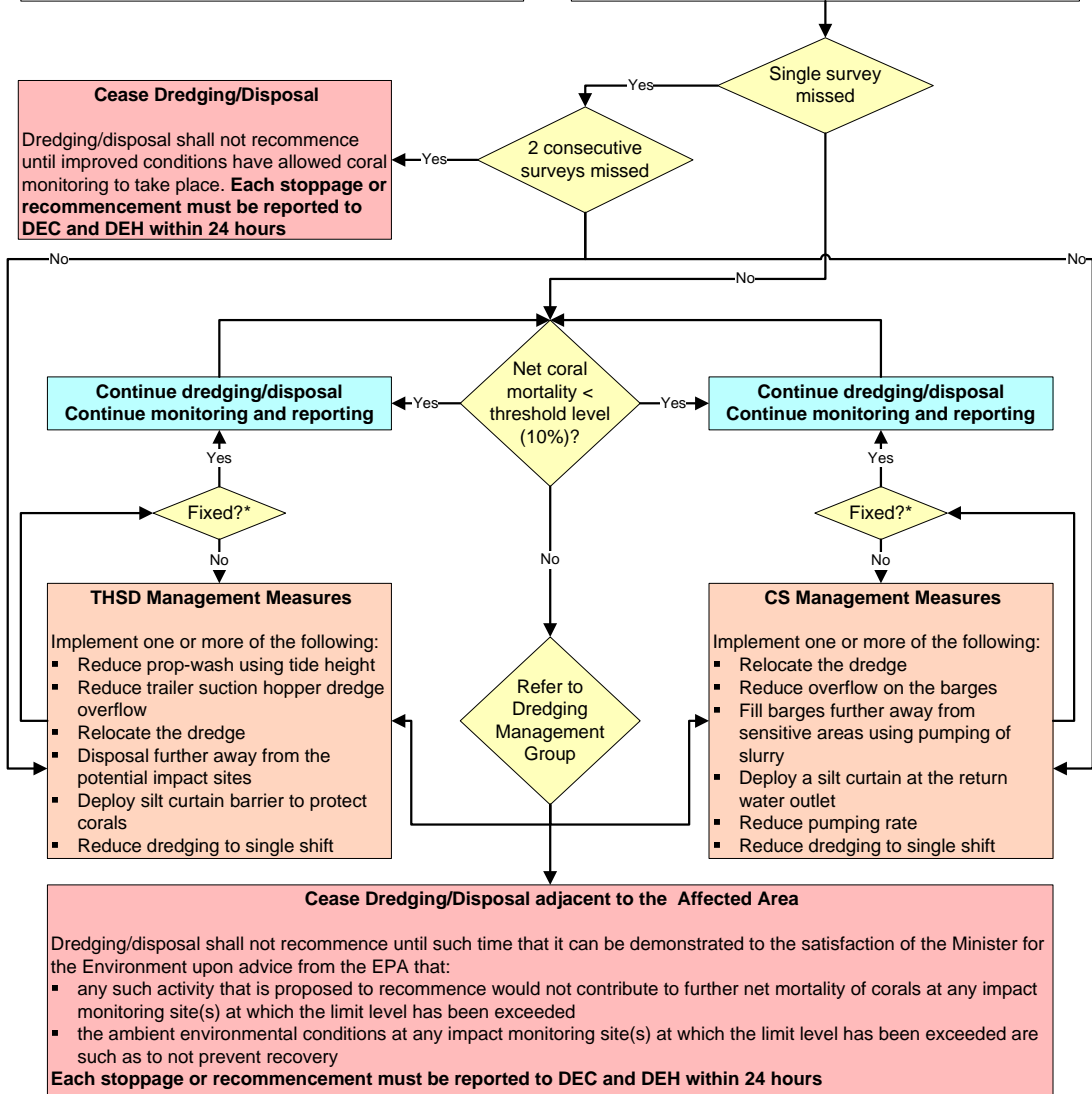 Single survey
missed
Yes
Cease Dredging/Disposal
Dredging/disposal shall not recommence
until improved conditions have allowed coral
monitoring to take place. Each stoppage or
recommencement must be reported to
DEC and DEH within 24 hours
Yes
2 consecutive
surveys missed
No
No
No
Net coral
mortality <
threshold level
(10%)?
Continue dredging/disposal
Continue monitoring and reporting
Yes
Yes
Continue dredging/disposal
Continue monitoring and reporting
Yes
Yes
Fixed?*
Fixed?*
No
No
No
THSD Management Measures
Implement one or more of the following:
▪ Reduce prop-wash using tide height
▪ Reduce trailer suction hopper dredge
overflow
▪ Relocate the dredge
▪ Disposal further away from the
potential impact sites
▪ Deploy silt curtain barrier to protect
corals
▪ Reduce dredging to single shift
Refer to
Dredging
Management
Group
CS Management Measures
Implement one or more of the following:
▪ Relocate the dredge
▪ Reduce overflow on the barges
▪ Fill barges further away from
sensitive areas using pumping of
slurry
▪ Deploy a silt curtain at the return
water outlet
▪ Reduce pumping rate
▪ Reduce dredging to single shift
Cease Dredging/Disposal adjacent to the Affected Area
Dredging/disposal shall not recommence until such time that it can be demonstrated to the satisfaction of the Minister for
the Environment upon advice from the EPA that:
▪ any such activity that is proposed to recommence would not contribute to further net mortality of corals at any impact
monitoring site(s) at which the limit level has been exceeded
▪ the ambient environmental conditions at any impact monitoring site(s) at which the limit level has been exceeded are
such as to not prevent recovery
Each stoppage or recommencement must be reported to DEC and DEH within 24 hours